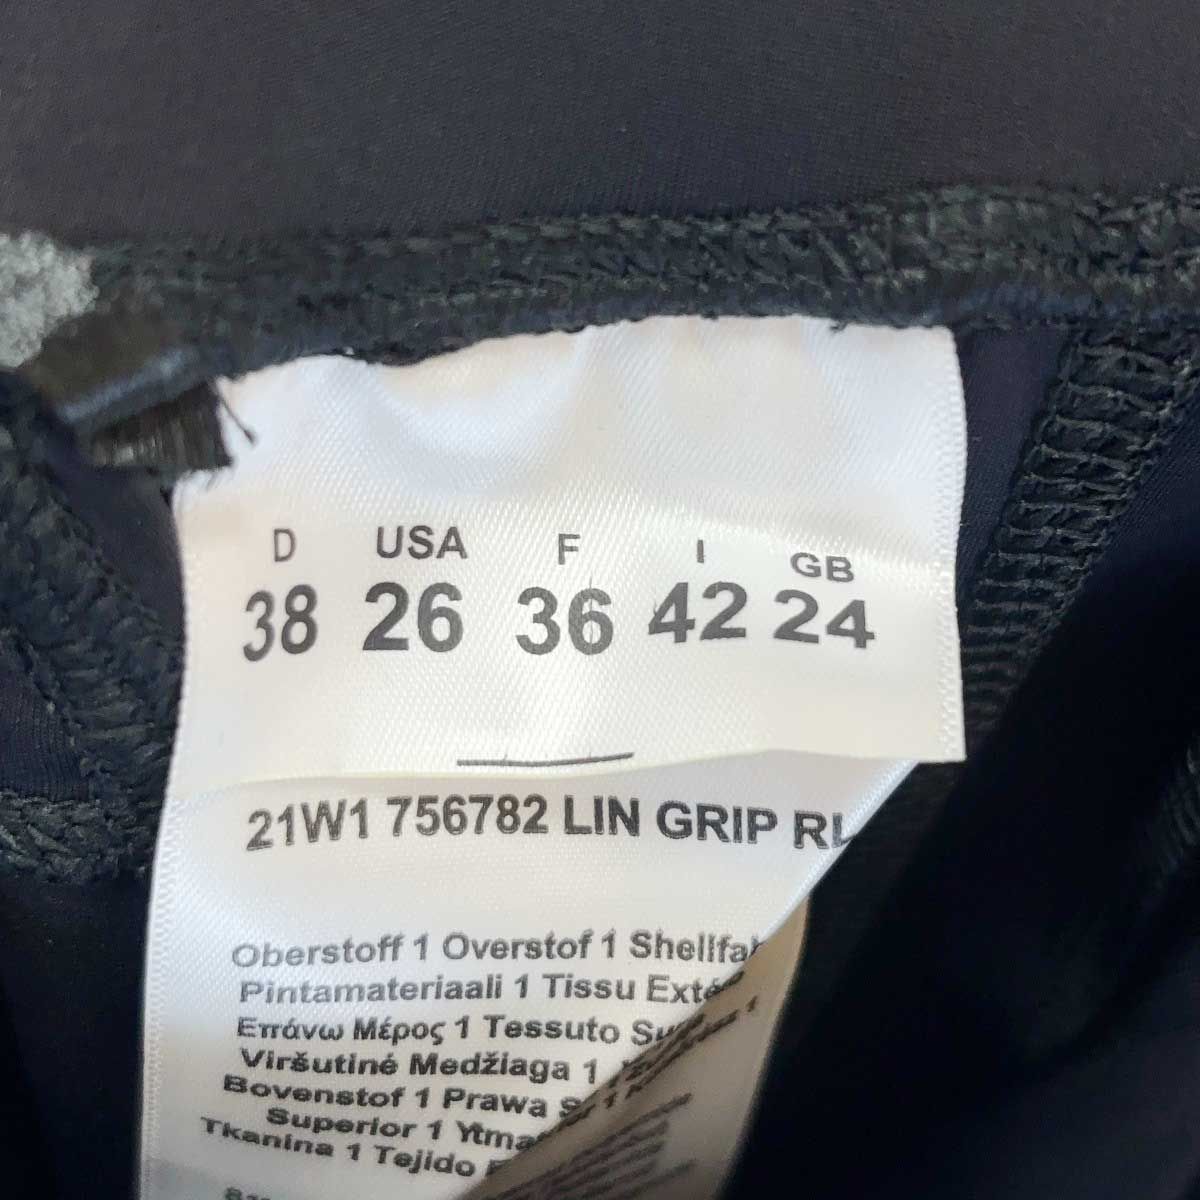 D USA F I GB
38 26 36 42 24
21W1 756782 LIN GRIP
Oberstoff 1 Overstof 1
Pintamateriaali 1 Tissu
Επάνω Μέρος 1 Tessuto
Viršutinė Medžiaga 1
Bovenstof 1 Prawa
Superior 1
Tkanina 1 Tejido